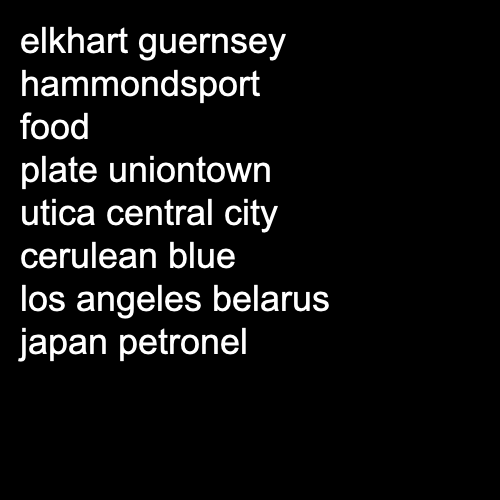 elkhart guernsey
hammondsport
food
plate uniontown
utica central city
cerulean blue
los angeles belarus
japan petronel